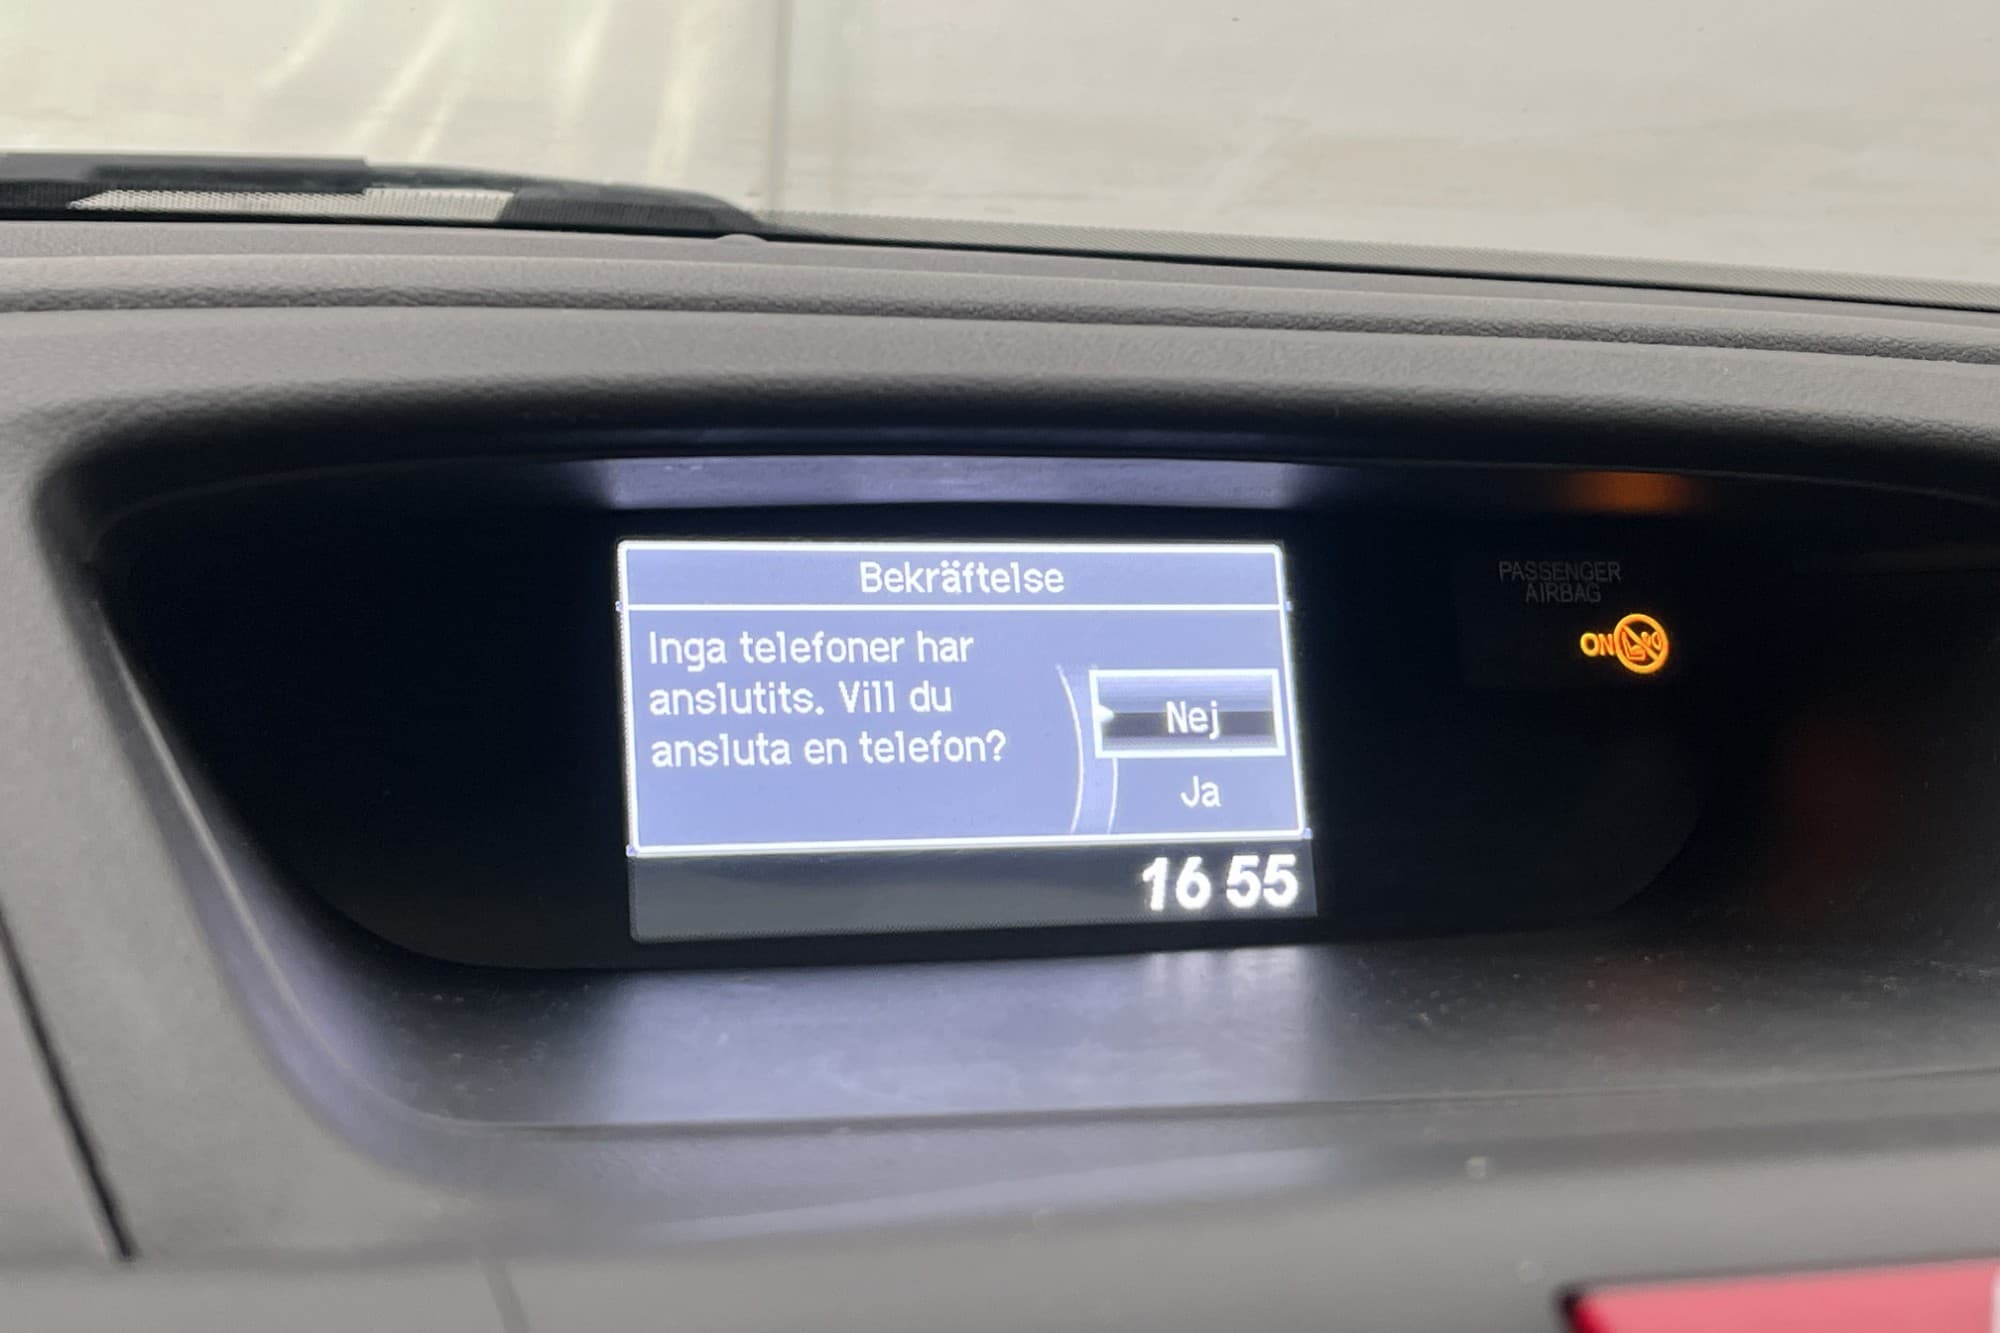 Bekräftelse
Inga telefoner har
anslutits. Vill du
ansluta en telefon?
Nej
Ja
16 55
PASSENGER
AIRBAG
ON